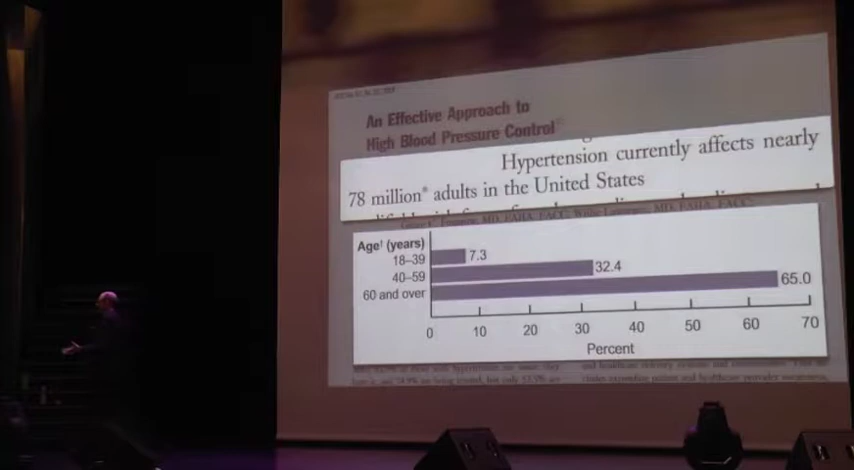 An Effective Approach to
High Blood Pressure Control
Hypertension currently affects nearly
78 million* adults in the United States
Age† (years)
18–39
7.3
40–59
32.4
60 and over
65.0
0 10 20 30 40 50 60 70
Percent